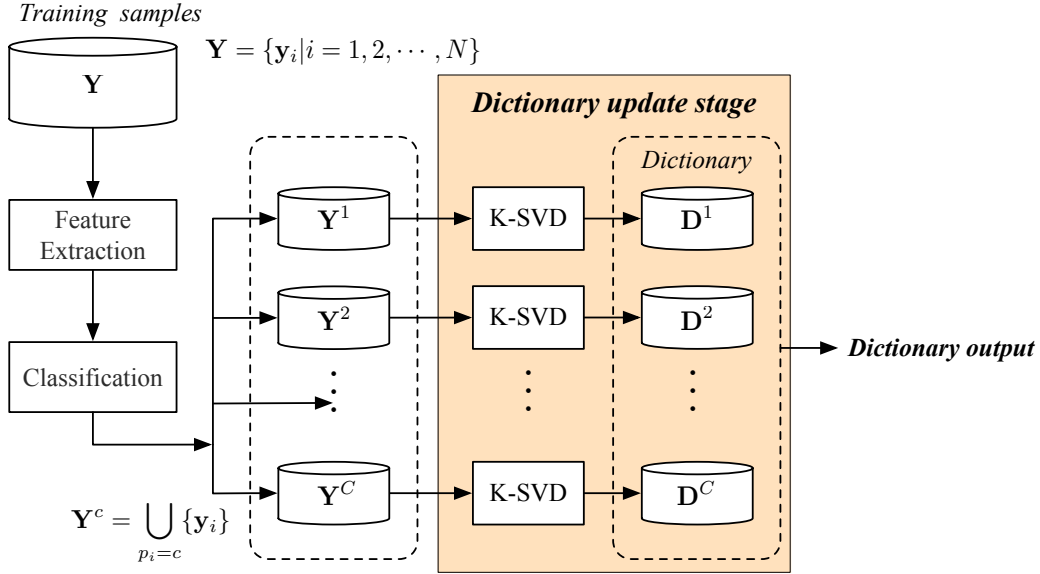 Training samples
Y
Y = {y_i|i = 1, 2, ⋯, N}
Dictionary update stage
Dictionary
Feature
Extraction
Y^1
K-SVD
D^1
Y^2
K-SVD
D^2
Dictionary output
Classification
⋮ ⋮ ⋮
Y^C
K-SVD
D^C
Y^c = ⋃_{p_i=c} {y_i}